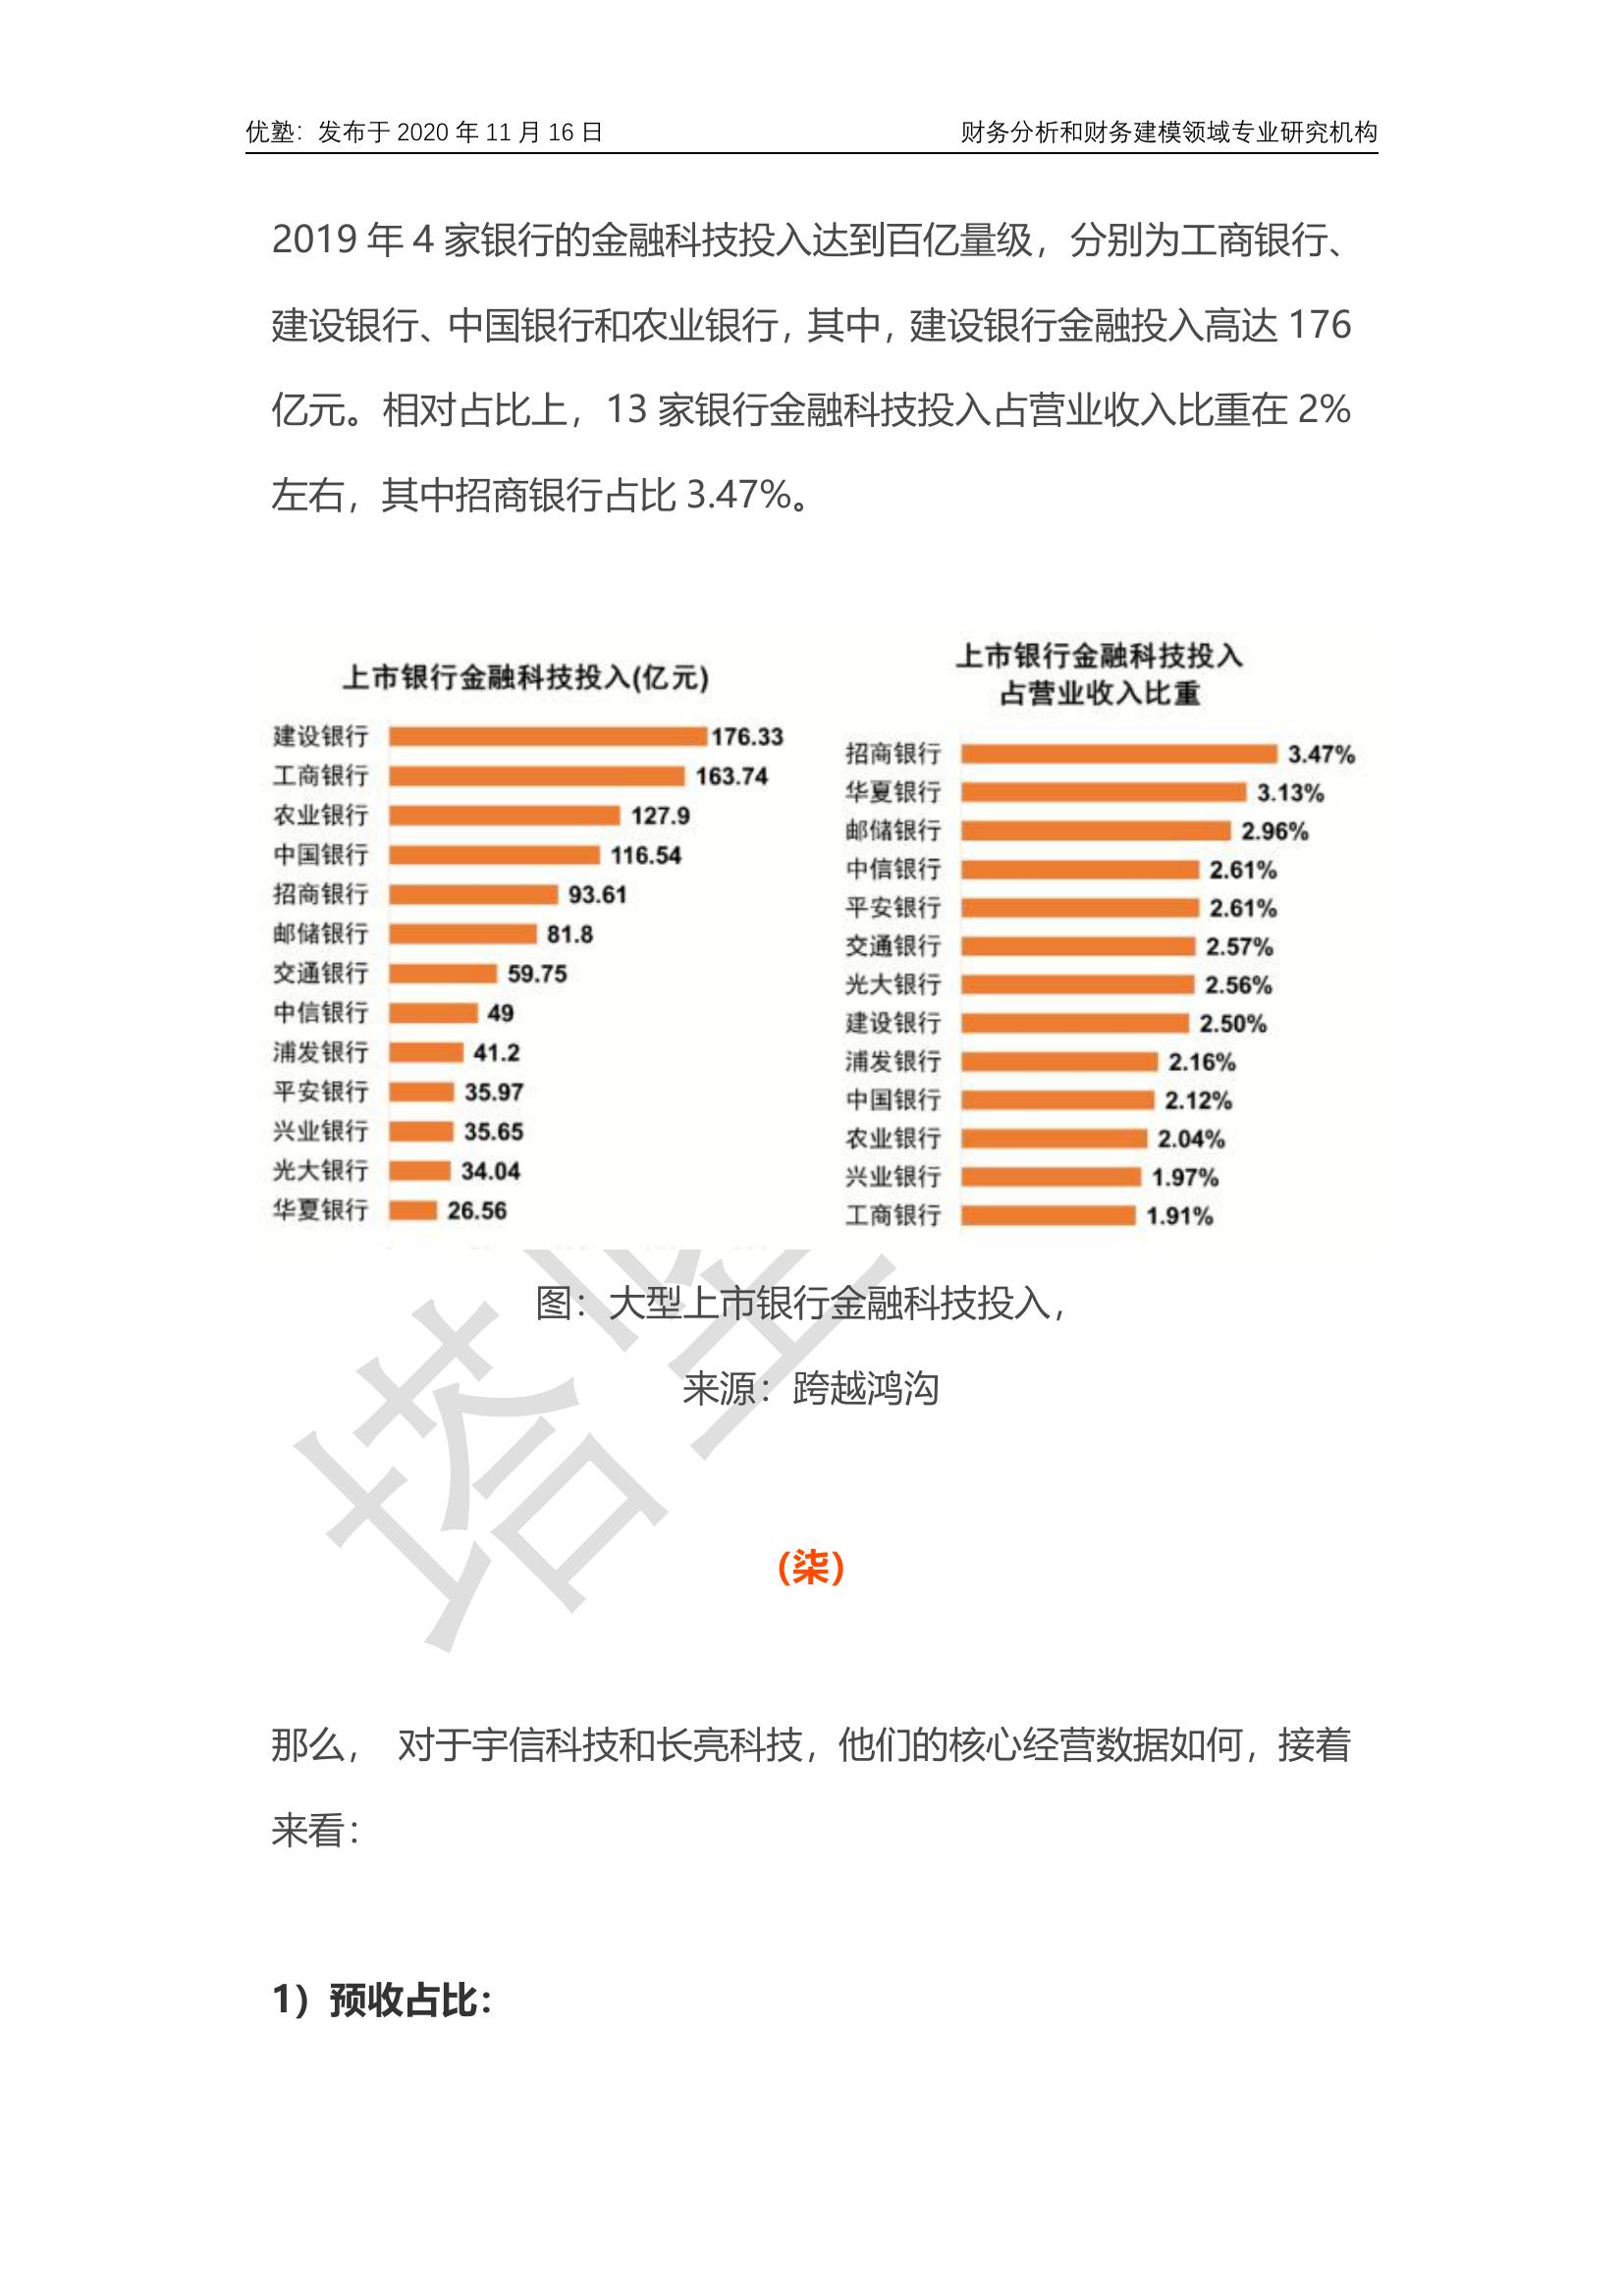 优塾：发布于 2020 年 11 月 16 日
财务分析和财务建模领域专业研究机构
2019 年 4 家银行的金融科技投入达到百亿量级，分别为工商银行、
建设银行、中国银行和农业银行，其中，建设银行金融投入高达 176
亿元。相对占比上，13 家银行金融科技投入占营业收入比重在 2%
左右，其中招商银行占比 3.47%。
上市银行金融科技投入(亿元)
建设银行 176.33
工商银行 163.74
农业银行 127.9
中国银行 116.54
招商银行 93.61
邮储银行 81.8
交通银行 59.75
中信银行 49
浦发银行 41.2
平安银行 35.97
兴业银行 35.65
光大银行 34.04
华夏银行 26.56
上市银行金融科技投入
占营业收入比重
招商银行 3.47%
华夏银行 3.13%
邮储银行 2.96%
中信银行 2.61%
平安银行 2.61%
交通银行 2.57%
光大银行 2.56%
建设银行 2.50%
浦发银行 2.16%
中国银行 2.12%
农业银行 2.04%
兴业银行 1.97%
工商银行 1.91%
图：大型上市银行金融科技投入，
来源：跨越鸿沟
塔
(柒)
那么， 对于宇信科技和长亮科技，他们的核心经营数据如何，接着
来看：
1）预收占比：